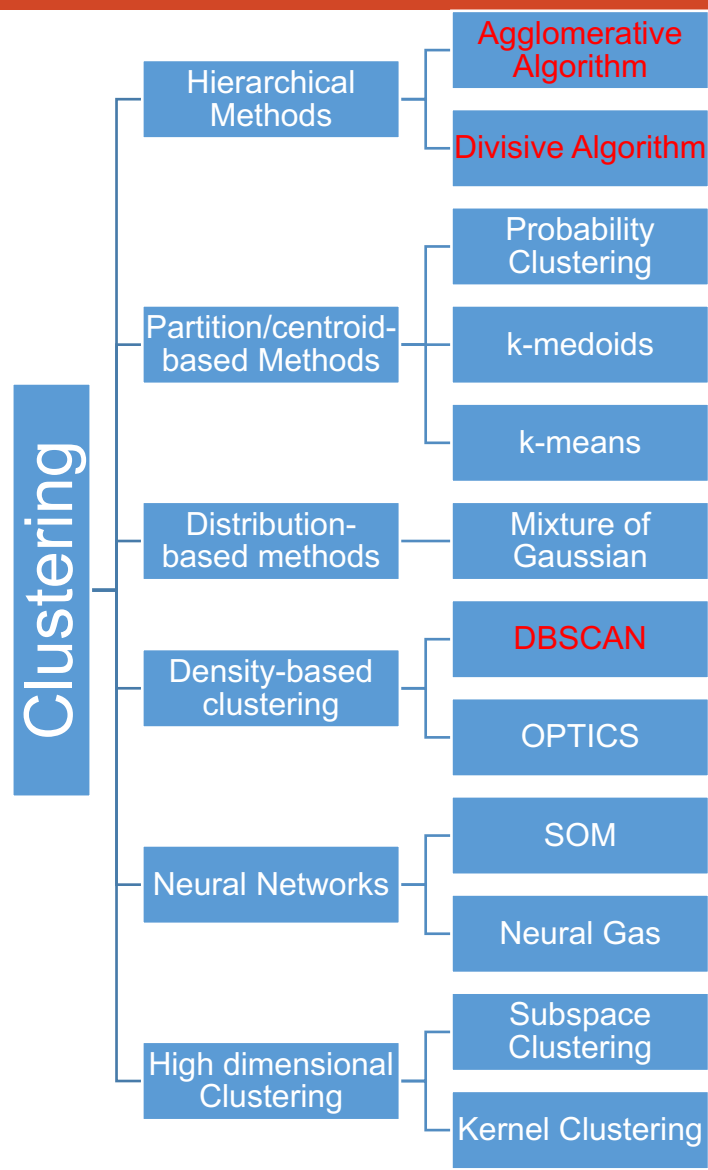 Clustering
Hierarchical
Methods
Agglomerative
Algorithm
Divisive Algorithm
Partition/centroid-
based Methods
Probability
Clustering
k-medoids
k-means
Distribution-
based methods
Mixture of
Gaussian
Density-based
clustering
DBSCAN
OPTICS
Neural Networks
SOM
Neural Gas
High dimensional
Clustering
Subspace
Clustering
Kernel Clustering